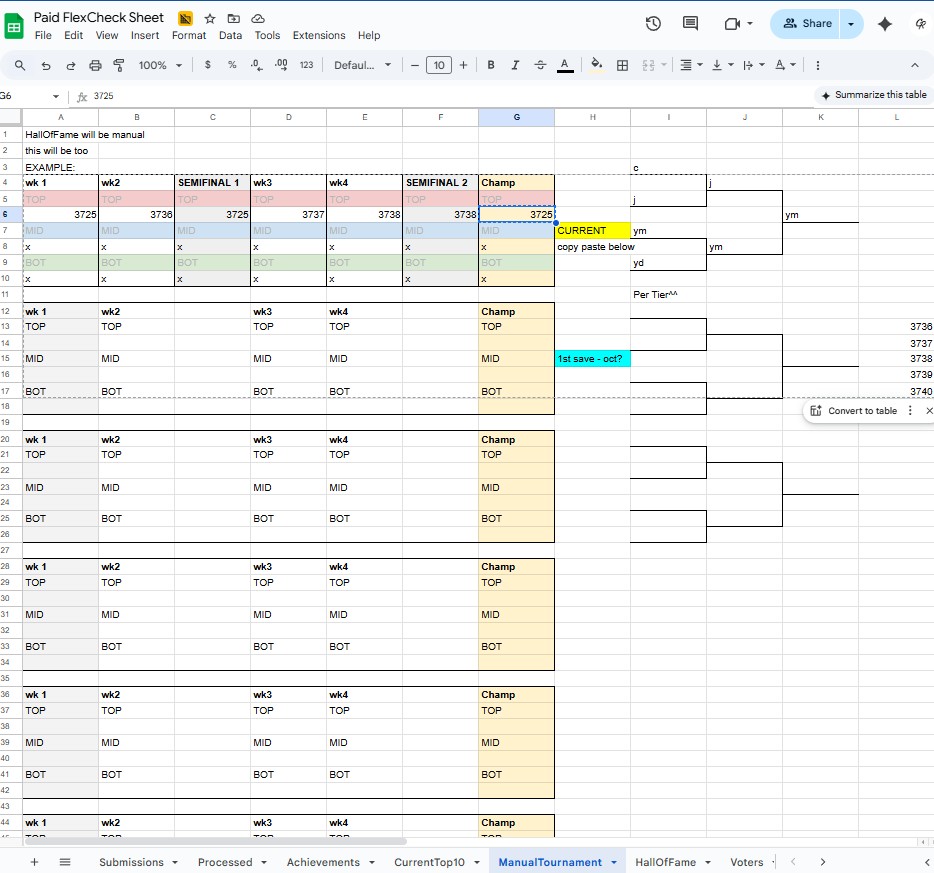 Paid FlexCheck Sheet
File Edit View Insert Format Data Tools Extensions Help
Share
100% $ % .0 .00 123 Defaul... − 10 + B I S A
G6 fx 3725
Summarize this table
A B C D E F G H I J K L
1 HallOfFame will be manual
2 this will be too
3 EXAMPLE: c
4 wk 1 wk2 SEMIFINAL 1 wk3 wk4 SEMIFINAL 2 Champ j
5 TOP TOP TOP TOP TOP TOP TOP j
6 3725 3736 3725 3737 3738 3738 3725 ym
7 MID MID MID MID MID MID MID CURRENT ym
8 x x x x x x x copy paste below ym
9 BOT BOT BOT BOT BOT BOT BOT yd
10 x x x x x x x
11 Per Tier^^
12 wk 1 wk2 wk3 wk4 Champ
13 TOP TOP TOP TOP TOP 3736
14 3737
15 MID MID MID MID MID 1st save - oct? 3738
16 3739
17 BOT BOT BOT BOT BOT 3740
18 Convert to table
19
20 wk 1 wk2 wk3 wk4 Champ
21 TOP TOP TOP TOP TOP
22
23 MID MID MID MID MID
24
25 BOT BOT BOT BOT BOT
26
27
28 wk 1 wk2 wk3 wk4 Champ
29 TOP TOP TOP TOP TOP
30
31 MID MID MID MID MID
32
33 BOT BOT BOT BOT BOT
34
35
36 wk 1 wk2 wk3 wk4 Champ
37 TOP TOP TOP TOP TOP
38
39 MID MID MID MID MID
40
41 BOT BOT BOT BOT BOT
42
43
44 wk 1 wk2 wk3 wk4 Champ
45 TOP TOP TOP TOP TOP
+ Submissions Processed Achievements CurrentTop10 ManualTournament HallOfFame Voters